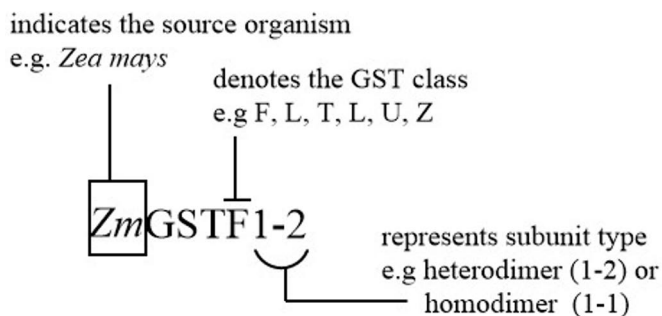 indicates the source organism
e.g. Zea mays
denotes the GST class
e.g F, L, T, L, U, Z
ZmGSTF1-2
represents subunit type
e.g heterodimer (1-2) or
homodimer (1-1)